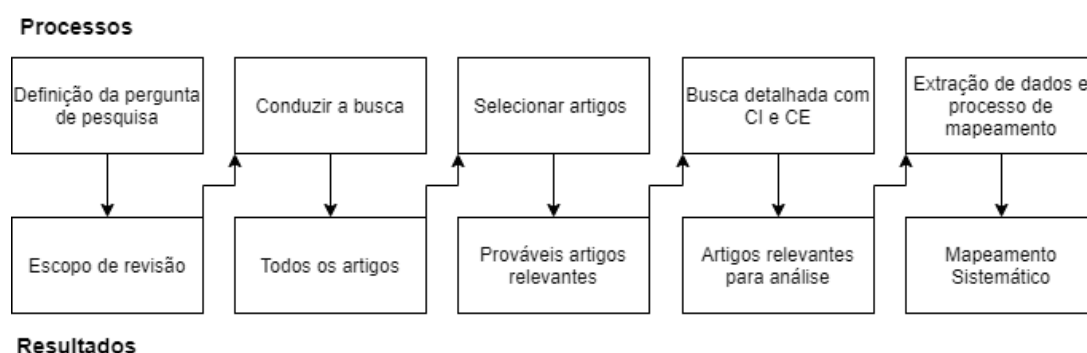 Processos
Definição da pergunta
de pesquisa
Conduzir a busca
Selecionar artigos
Busca detalhada com
CI e CE
Extração de dados e
processo de
mapeamento
Escopo de revisão
Todos os artigos
Prováveis artigos
relevantes
Artigos relevantes
para análise
Mapeamento
Sistemático
Resultados